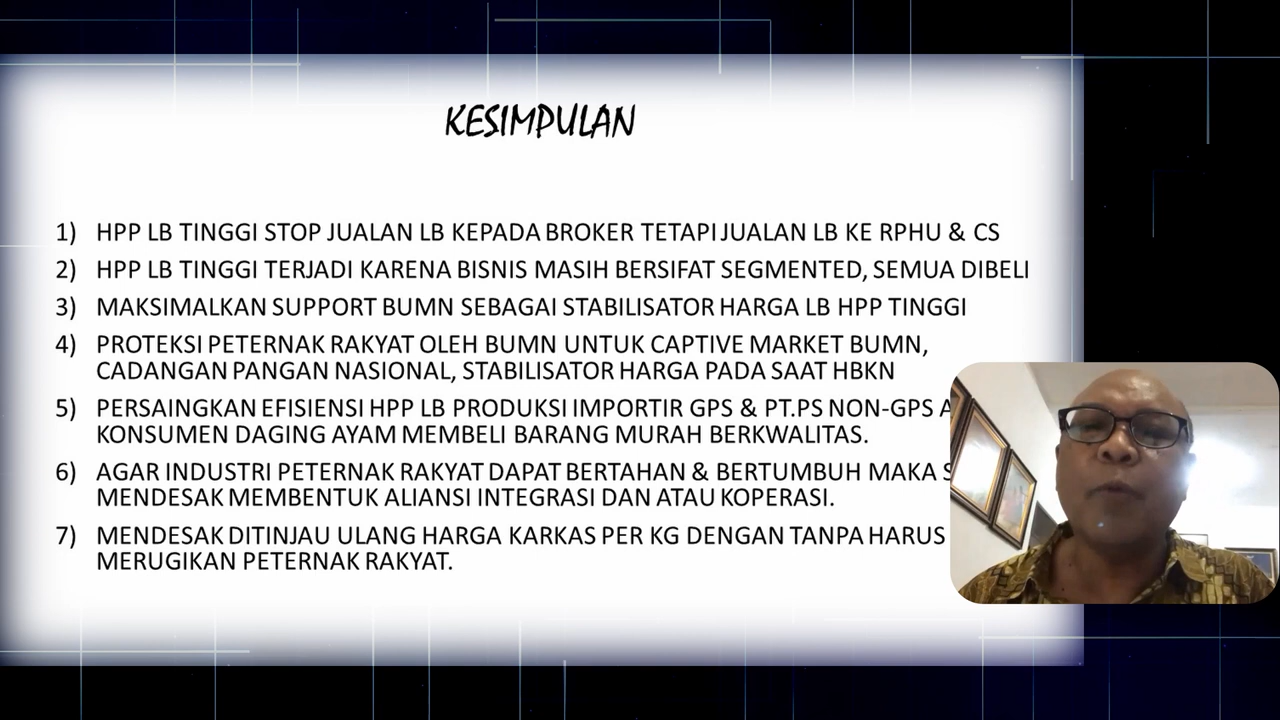 KESIMPULAN
1) HPP LB TINGGI STOP JUALAN LB KEPADA BROKER TETAPI JUALAN LB KE RPHU & CS
2) HPP LB TINGGI TERJADI KARENA BISNIS MASIH BERSIFAT SEGMENTED, SEMUA DIBELI
3) MAKSIMALKAN SUPPORT BUMN SEBAGAI STABILISATOR HARGA LB HPP TINGGI
4) PROTEKSI PETERNAK RAKYAT OLEH BUMN UNTUK CAPTIVE MARKET BUMN,
CADANGAN PANGAN NASIONAL, STABILISATOR HARGA PADA SAAT HBKN
5) PERSAINGKAN EFISIENSI HPP LB PRODUKSI IMPORTIR GPS & PT.PS NON-GPS
KONSUMEN DAGING AYAM MEMBELI BARANG MURAH BERKWALITAS.
6) AGAR INDUSTRI PETERNAK RAKYAT DAPAT BERTAHAN & BERTUMBUH MAKA
MENDESAK MEMBENTUK ALIANSI INTEGRASI DAN ATAU KOPERASI.
7) MENDESAK DITINJAU ULANG HARGA KARKAS PER KG DENGAN TANPA HARUS
MERUGIKAN PETERNAK RAKYAT.